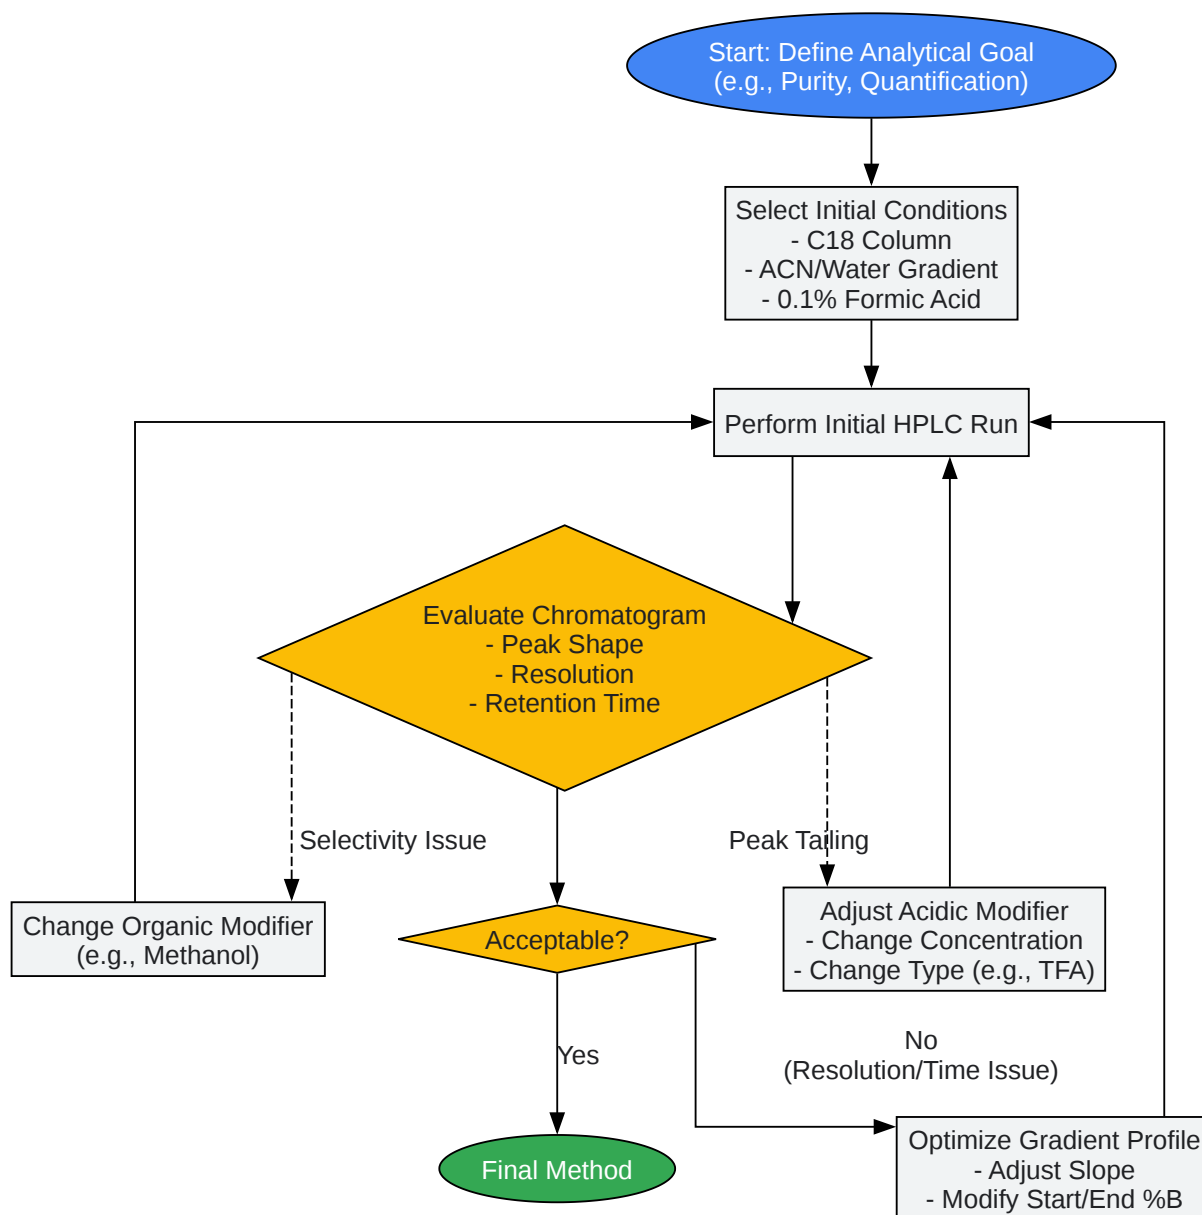 Start: Define Analytical Goal
(e.g., Purity, Quantification)
Select Initial Conditions
- C18 Column
- ACN/Water Gradient
- 0.1% Formic Acid
Perform Initial HPLC Run
Evaluate Chromatogram
- Peak Shape
- Resolution
- Retention Time
Selectivity Issue
Peak Tailing
Change Organic Modifier
(e.g., Methanol)
Acceptable?
Adjust Acidic Modifier
- Change Concentration
- Change Type (e.g., TFA)
Yes
No
(Resolution/Time Issue)
Final Method
Optimize Gradient Profile
- Adjust Slope
- Modify Start/End %B